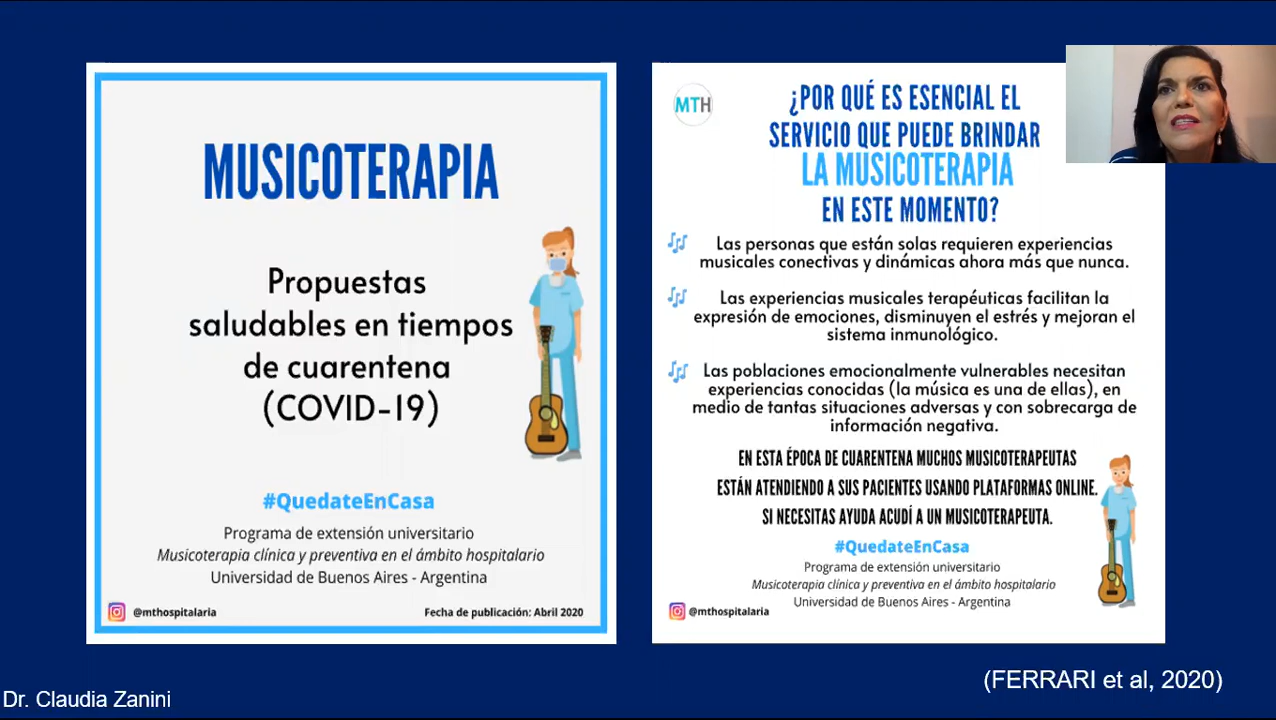 MUSICOTERAPIA
Propuestas
saludables en tiempos
de cuarentena
(COVID-19)
#QuedateEnCasa
Programa de extensión universitario
Musicoterapia clínica y preventiva en el ámbito hospitalario
Universidad de Buenos Aires - Argentina
@mthospitalaria
Fecha de publicación: Abril 2020
MTH
¿POR QUÉ ES ESENCIAL EL
SERVICIO QUE PUEDE BRINDAR
LA MUSICOTERAPIA
EN ESTE MOMENTO?
Las personas que están solas requieren experiencias
musicales conectivas y dinámicas ahora más que nunca.
Las experiencias musicales terapéuticas facilitan la
expresión de emociones, disminuyen el estrés y mejoran el
sistema inmunológico.
Las poblaciones emocionalmente vulnerables necesitan
experiencias conocidas (la música es una de ellas), en
medio de tantas situaciones adversas y con sobrecarga de
información negativa.
EN ESTA ÉPOCA DE CUARENTENA MUCHOS MUSICOTERAPEUTAS
ESTÁN ATENDIENDO A SUS PACIENTES USANDO PLATAFORMAS ONLINE.
SI NECESITAS AYUDA ACUDÍ A UN MUSICOTERAPEUTA.
#QuedateEnCasa
Programa de extensión universitario
Musicoterapia clínica y preventiva en el ámbito hospitalario
Universidad de Buenos Aires - Argentina
@mthospitalaria
(FERRARI et al, 2020)
Dr. Claudia Zanini